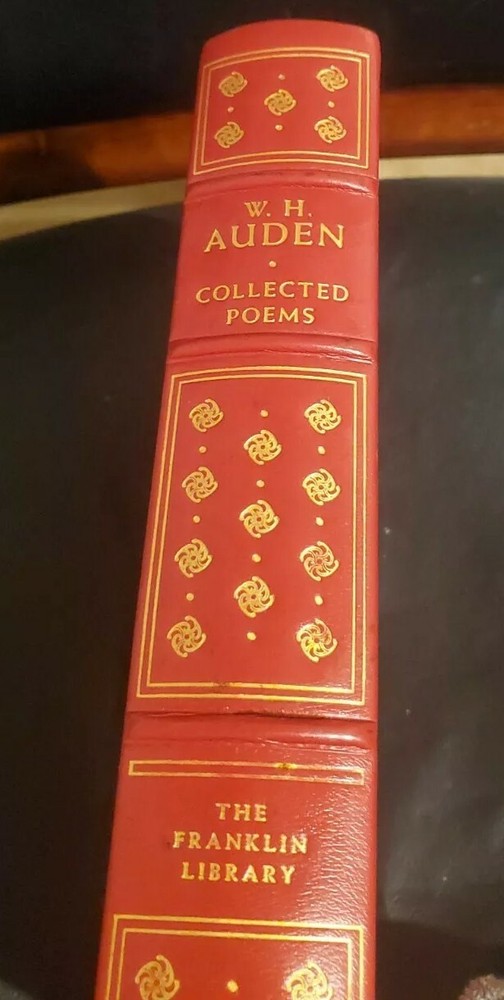 W. H.
AUDEN
COLLECTED
POEMS
THE
FRANKLIN
LIBRARY